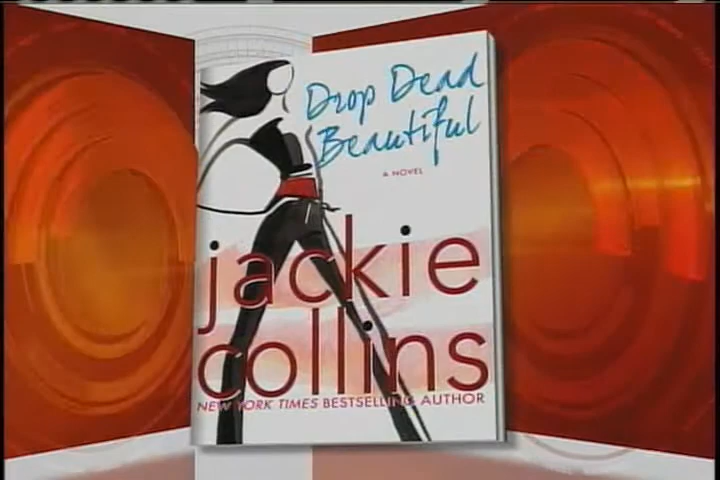 Drop Dead
Beautiful
A NOVEL
jackie
collins
NEW YORK TIMES BESTSELLING AUTHOR